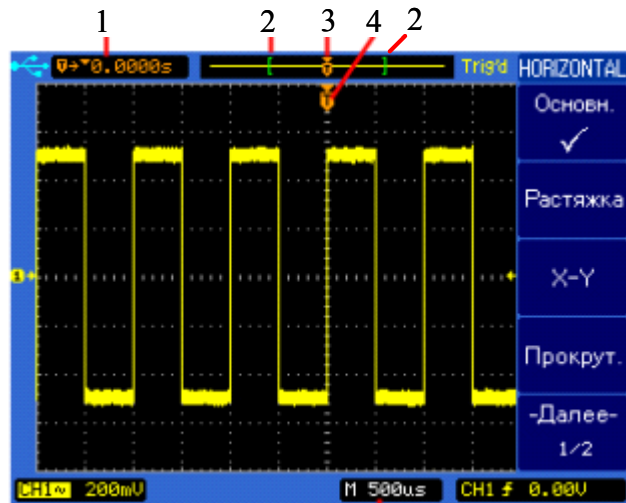 1 2 3 4 2
T→▼0.0000s [ T ] Trig'd HORIZONTAL
T
Основн.
✓
Растяжка
1
X-Y
Прокрут.
-Далее-
1/2
CH1~ 200mV M 500us CH1 f 0.00V